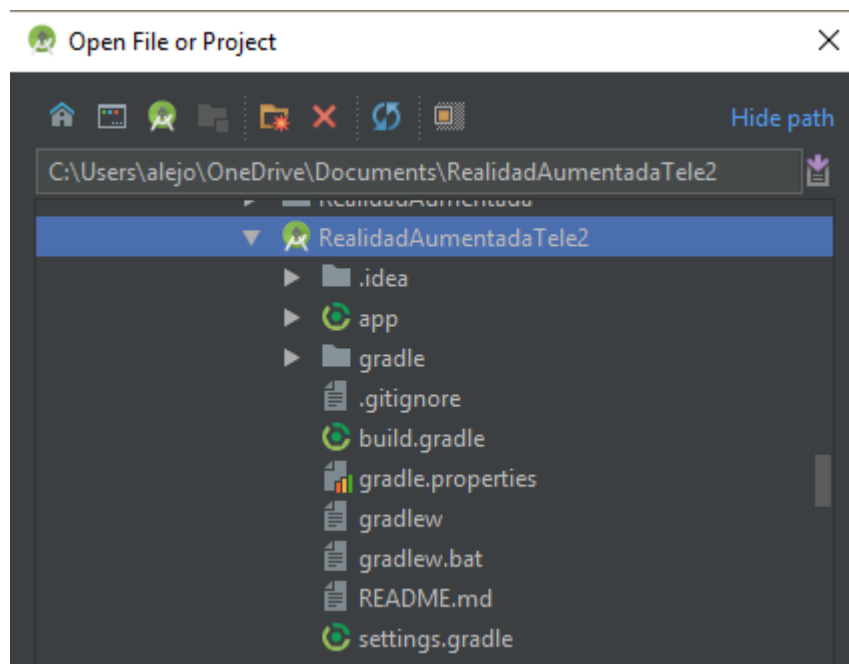 Open File or Project
Hide path
C:\Users\alejo\OneDrive\Documents\RealidadAumentadaTele2
RealidadAumentada
RealidadAumentadaTele2
.idea
app
gradle
.gitignore
build.gradle
gradle.properties
gradlew
gradlew.bat
README.md
settings.gradle